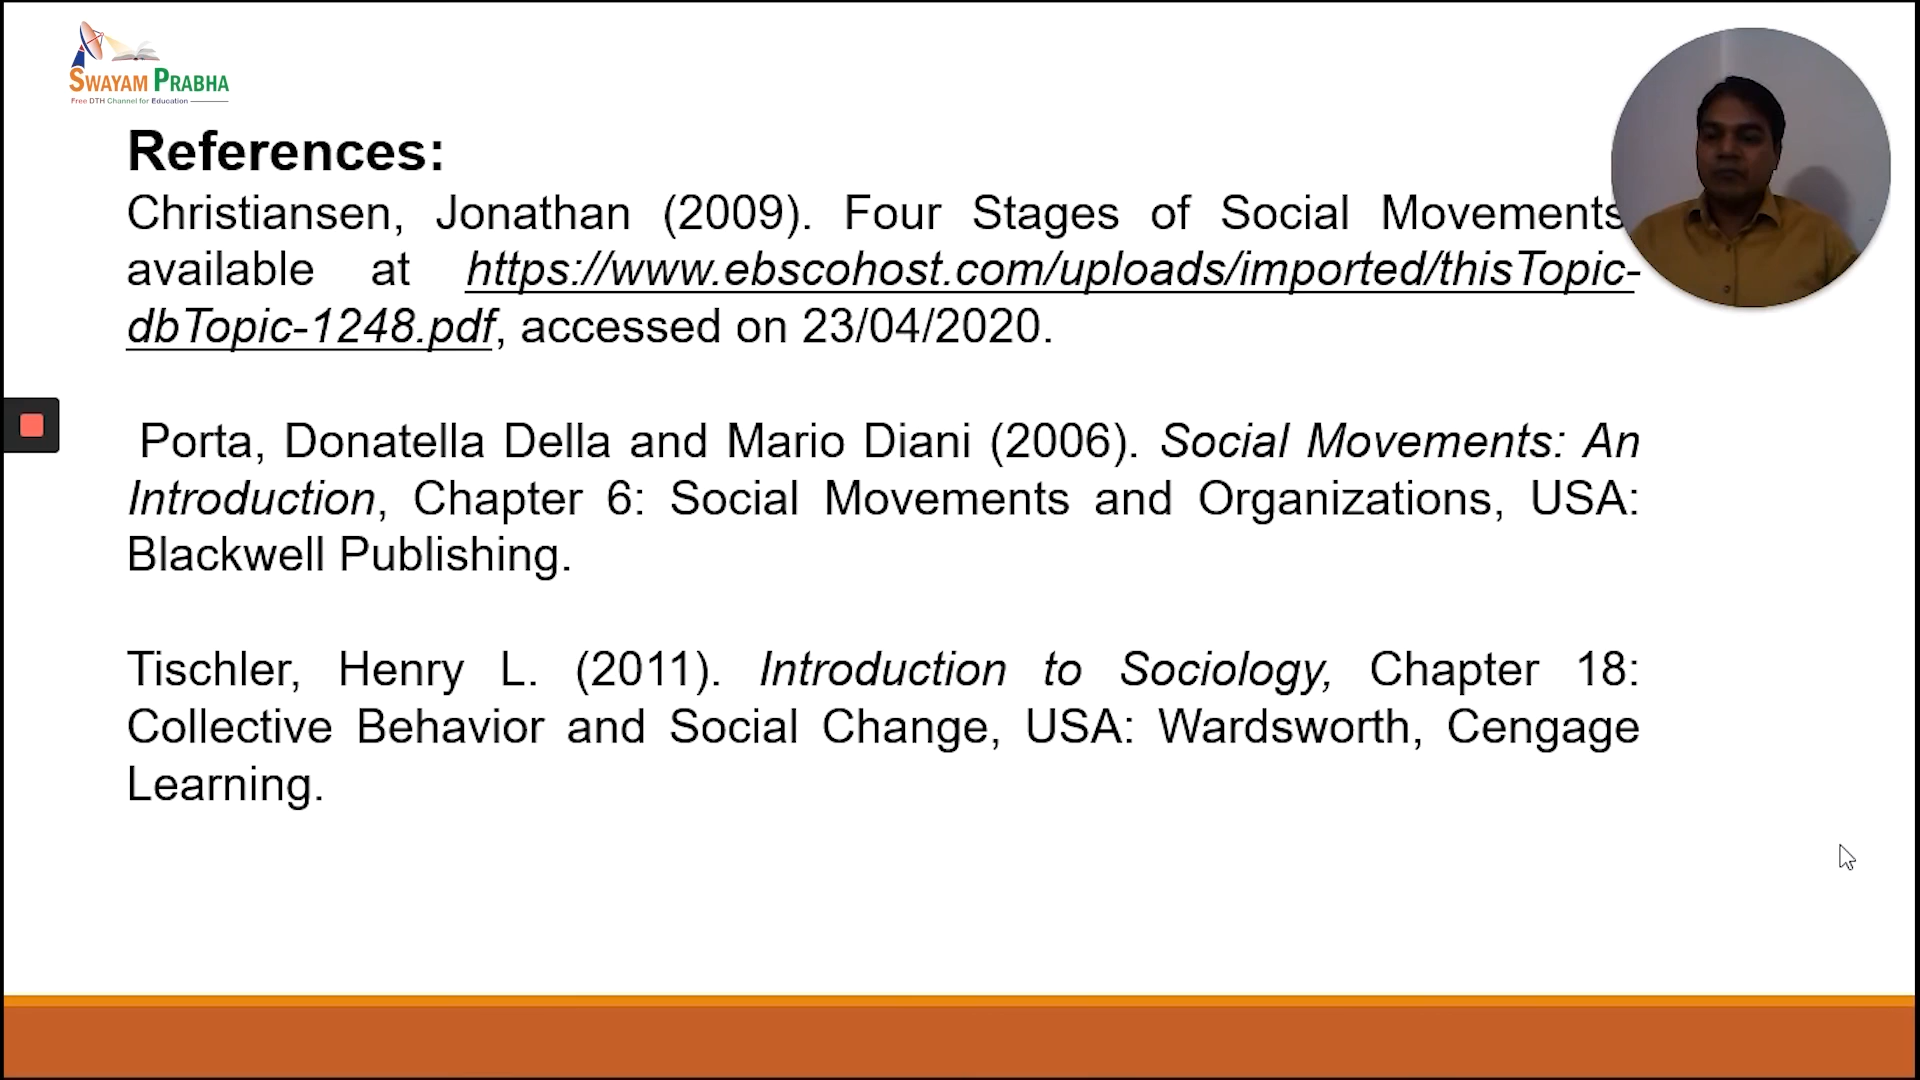 SWAYAM PRABHA
Free DTH Channel for Education
References:
Christiansen, Jonathan (2009). Four Stages of Social Movements
available at https://www.ebscohost.com/uploads/imported/thisTopic-
dbTopic-1248.pdf, accessed on 23/04/2020.
Porta, Donatella Della and Mario Diani (2006). Social Movements: An
Introduction, Chapter 6: Social Movements and Organizations, USA:
Blackwell Publishing.
Tischler, Henry L. (2011). Introduction to Sociology, Chapter 18:
Collective Behavior and Social Change, USA: Wardsworth, Cengage
Learning.